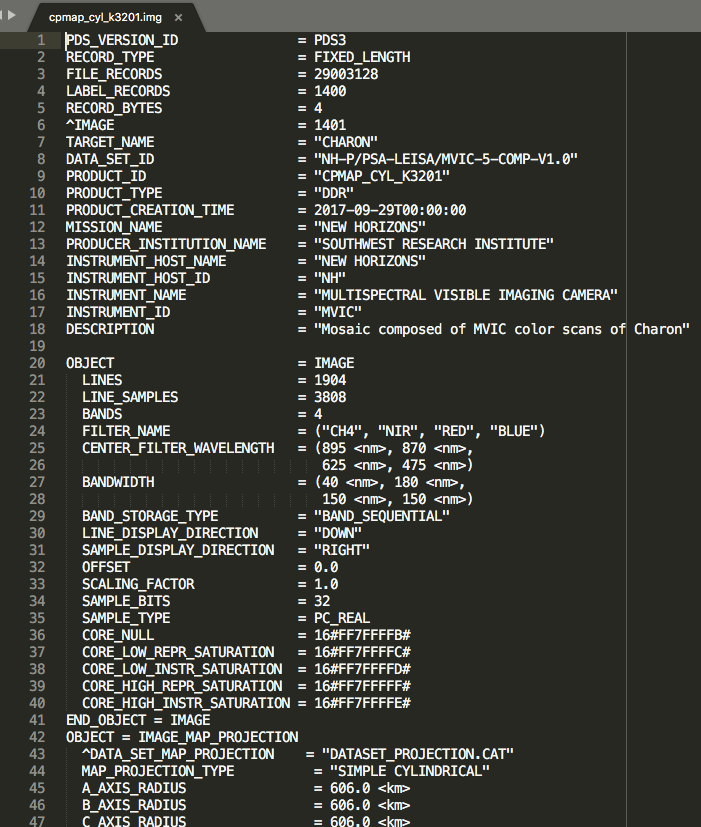 cpmap_cyl_k3201.img ×
1 PDS_VERSION_ID = PDS3
2 RECORD_TYPE = FIXED_LENGTH
3 FILE_RECORDS = 29003128
4 LABEL_RECORDS = 1400
5 RECORD_BYTES = 4
6 ^IMAGE = 1401
7 TARGET_NAME = "CHARON"
8 DATA_SET_ID = "NH-P/PSA-LEISA/MVIC-5-COMP-V1.0"
9 PRODUCT_ID = "CPMAP_CYL_K3201"
10 PRODUCT_TYPE = "DDR"
11 PRODUCT_CREATION_TIME = 2017-09-29T00:00:00
12 MISSION_NAME = "NEW HORIZONS"
13 PRODUCER_INSTITUTION_NAME = "SOUTHWEST RESEARCH INSTITUTE"
14 INSTRUMENT_HOST_NAME = "NEW HORIZONS"
15 INSTRUMENT_HOST_ID = "NH"
16 INSTRUMENT_NAME = "MULTISPECTRAL VISIBLE IMAGING CAMERA"
17 INSTRUMENT_ID = "MVIC"
18 DESCRIPTION = "Mosaic composed of MVIC color scans of Charon"
19
20 OBJECT = IMAGE
21 LINES = 1904
22 LINE_SAMPLES = 3808
23 BANDS = 4
24 FILTER_NAME = ("CH4", "NIR", "RED", "BLUE")
25 CENTER_FILTER_WAVELENGTH = (895 <nm>, 870 <nm>,
26 625 <nm>, 475 <nm>)
27 BANDWIDTH = (40 <nm>, 180 <nm>,
28 150 <nm>, 150 <nm>)
29 BAND_STORAGE_TYPE = "BAND_SEQUENTIAL"
30 LINE_DISPLAY_DIRECTION = "DOWN"
31 SAMPLE_DISPLAY_DIRECTION = "RIGHT"
32 OFFSET = 0.0
33 SCALING_FACTOR = 1.0
34 SAMPLE_BITS = 32
35 SAMPLE_TYPE = PC_REAL
36 CORE_NULL = 16#FF7FFFFB#
37 CORE_LOW_REPR_SATURATION = 16#FF7FFFFC#
38 CORE_LOW_INSTR_SATURATION = 16#FF7FFFFD#
39 CORE_HIGH_REPR_SATURATION = 16#FF7FFFFF#
40 CORE_HIGH_INSTR_SATURATION = 16#FF7FFFFE#
41 END_OBJECT = IMAGE
42 OBJECT = IMAGE_MAP_PROJECTION
43 ^DATA_SET_MAP_PROJECTION = "DATASET_PROJECTION.CAT"
44 MAP_PROJECTION_TYPE = "SIMPLE CYLINDRICAL"
45 A_AXIS_RADIUS = 606.0 <km>
46 B_AXIS_RADIUS = 606.0 <km>
47 C_AXIS_RADIUS = 606.0 <km>